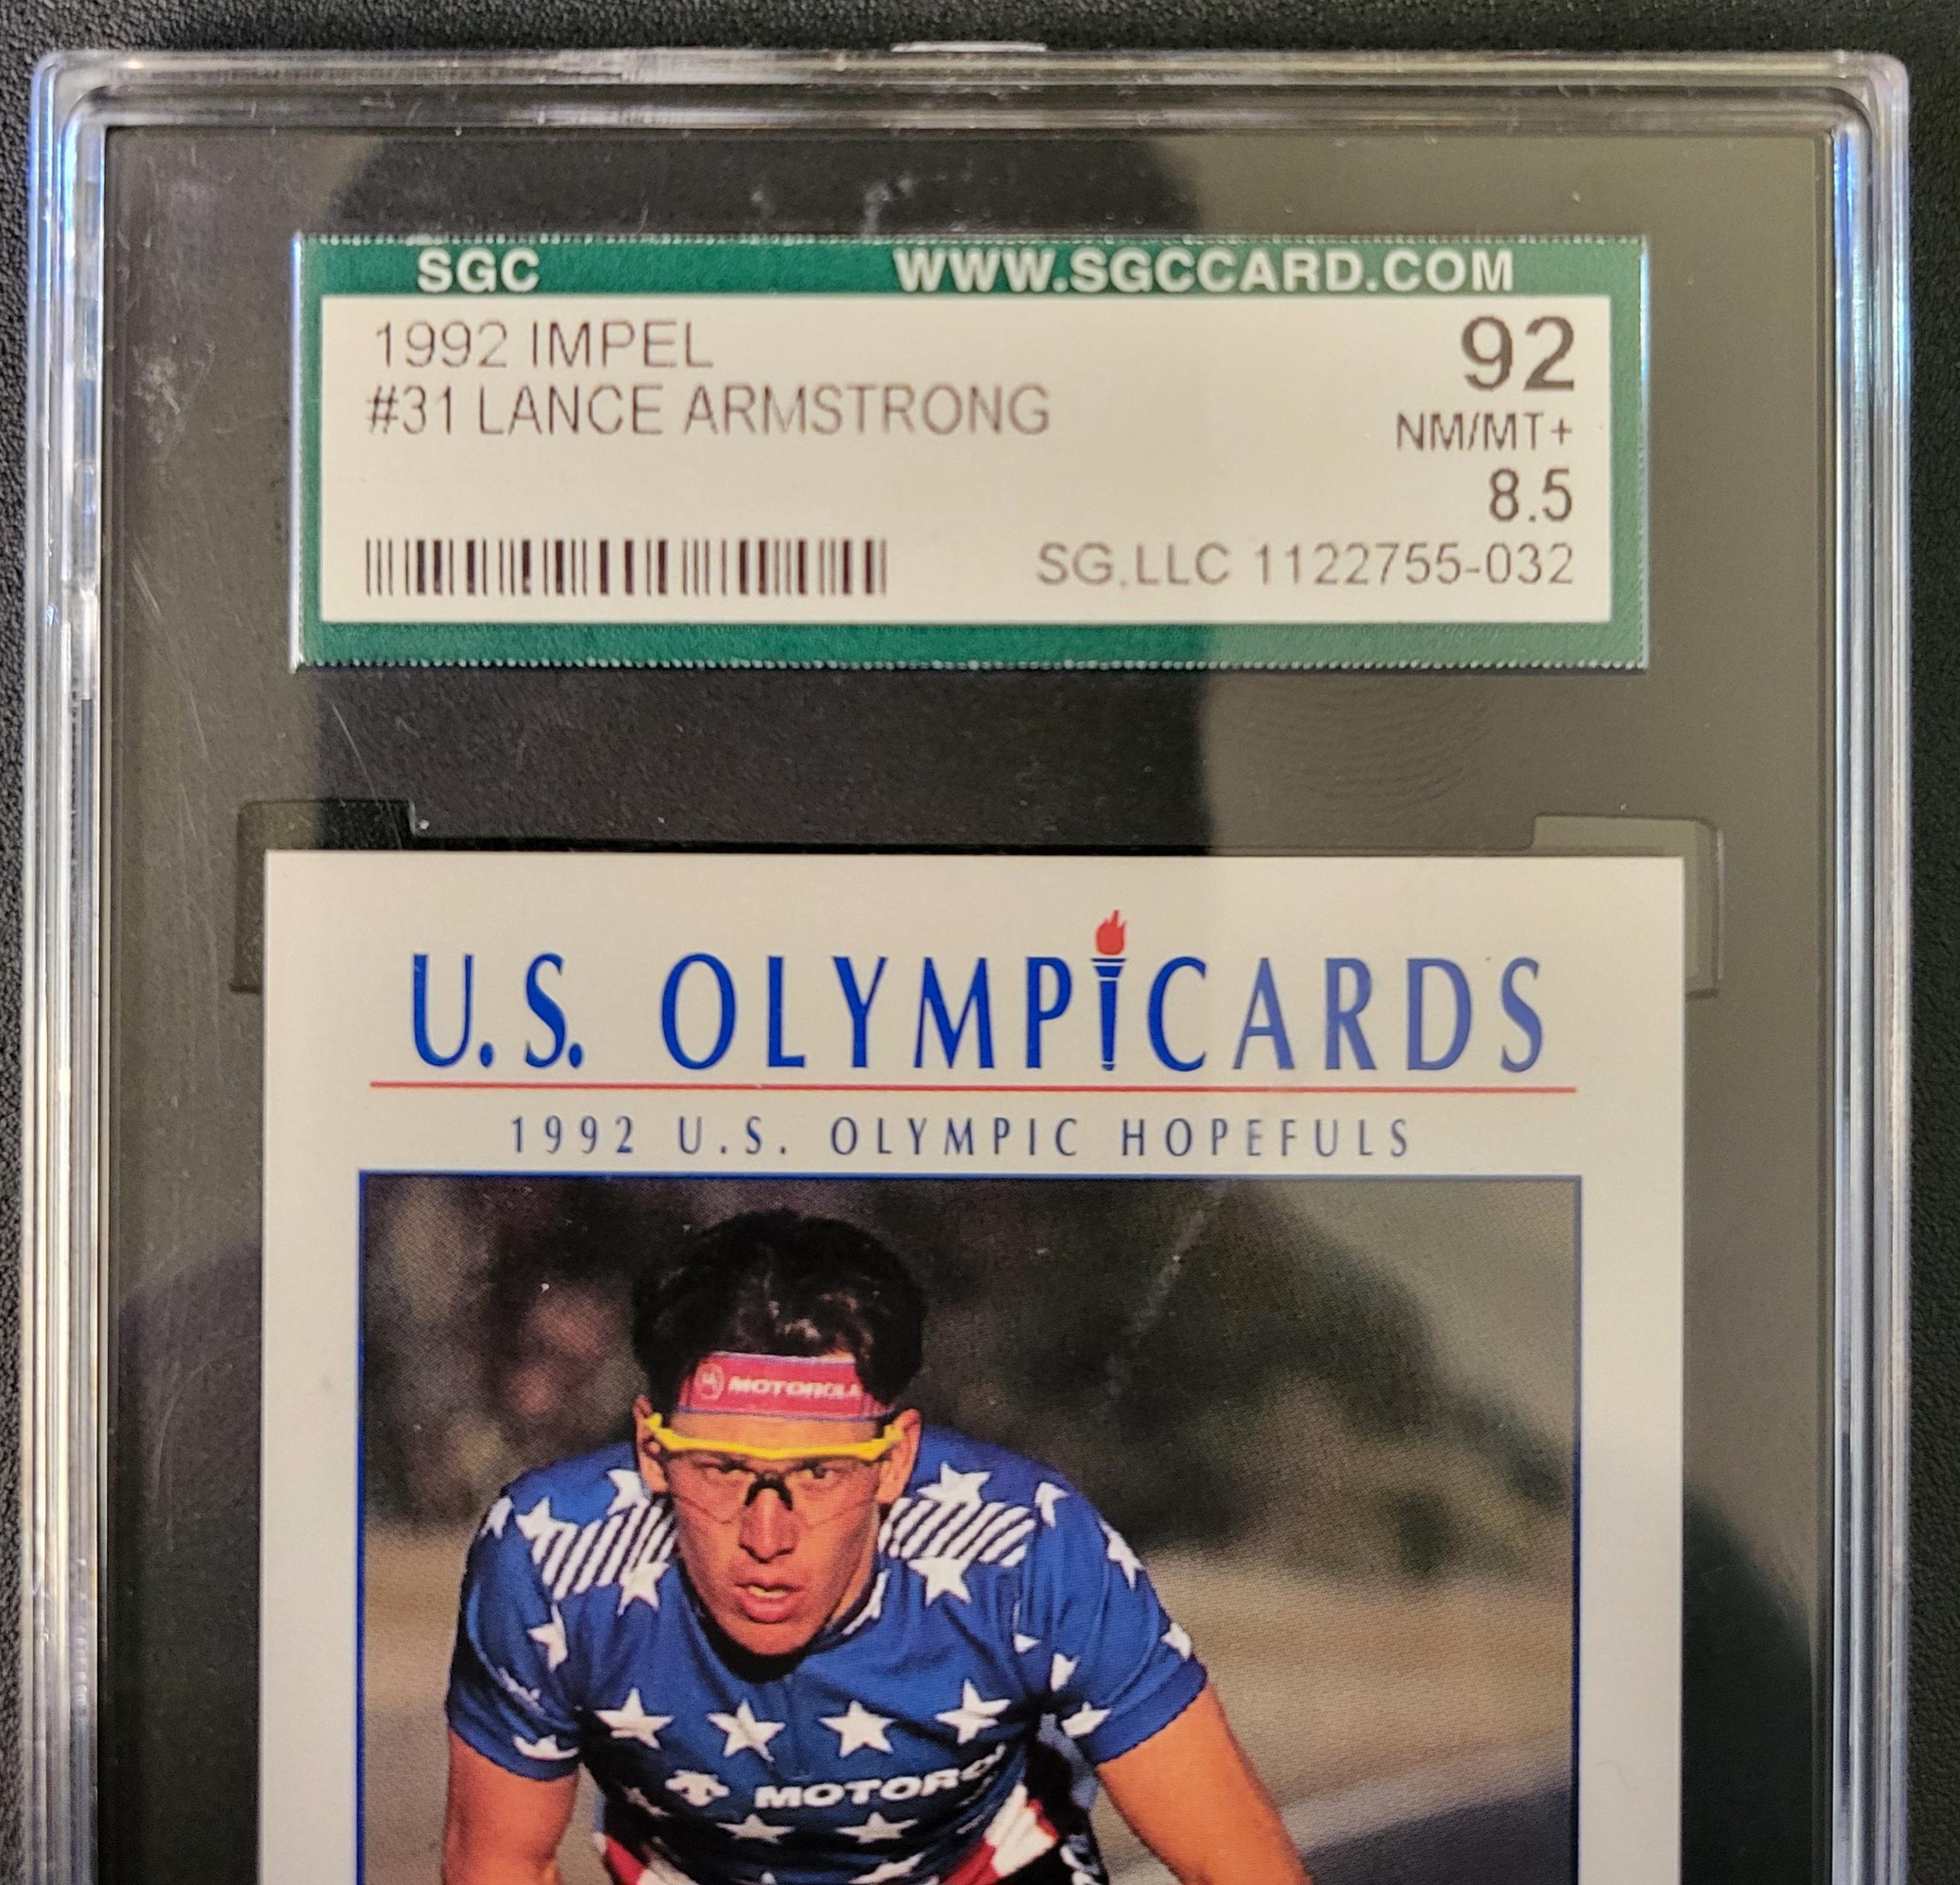 SGC WWW.SGCCARD.COM
1992 IMPEL 92
#31 LANCE ARMSTRONG NM/MT+
8.5
SG.LLC 1122755-032
U.S. OLYMPiCARDS
1992 U.S. OLYMPIC HOPEFULS
MOTOROLA
MOTORO